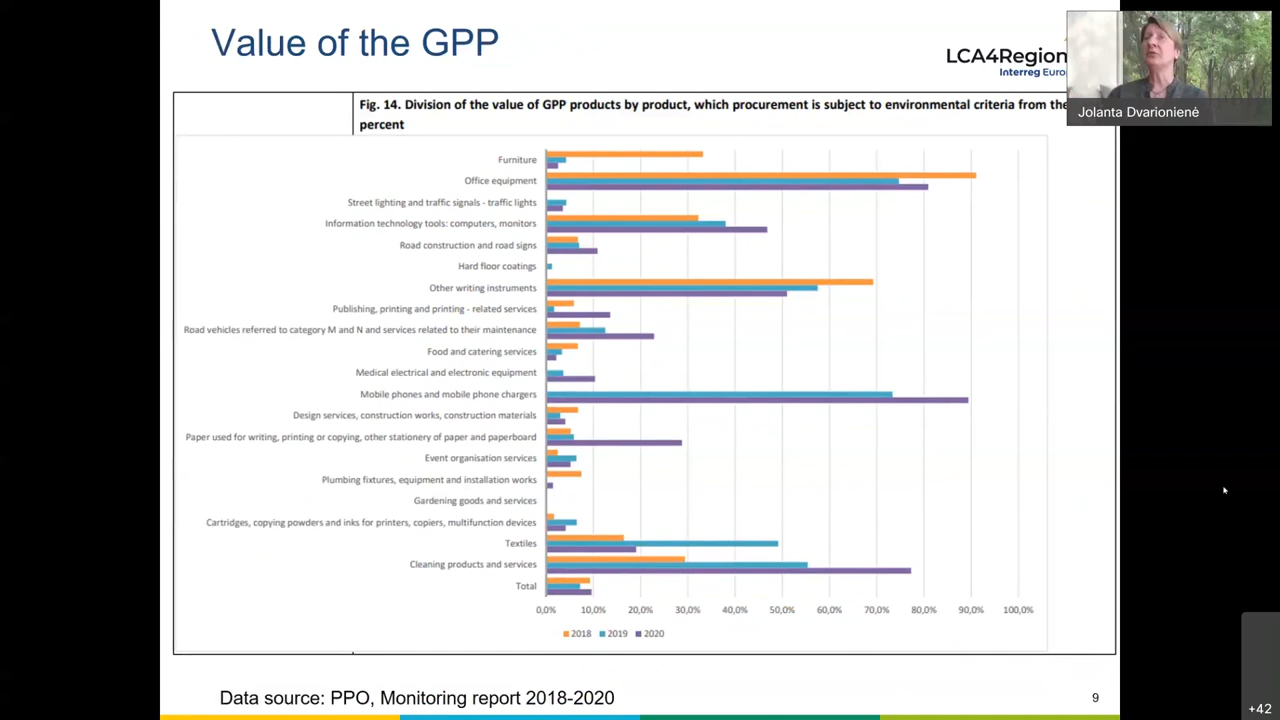 Value of the GPP
LCA4Region
Interreg Euro
Jolanta Dvarionienė
Fig. 14. Division of the value of GPP products by product, which procurement is subject to environmental criteria from the
percent
Furniture
Office equipment
Street lighting and traffic signals - traffic lights
Information technology tools: computers, monitors
Road construction and road signs
Hard floor coatings
Other writing instruments
Publishing, printing and printing - related services
Road vehicles referred to category M and N and services related to their maintenance
Food and catering services
Medical electrical and electronic equipment
Mobile phones and mobile phone chargers
Design services, construction works, construction materials
Paper used for writing, printing or copying, other stationery of paper and paperboard
Event organisation services
Plumbing fixtures, equipment and installation works
Gardening goods and services
Cartridges, copying powders and inks for printers, copiers, multifunction devices
Textiles
Cleaning products and services
Total
0,0% 10,0% 20,0% 30,0% 40,0% 50,0% 60,0% 70,0% 80,0% 90,0% 100,0%
2018 2019 2020
Data source: PPO, Monitoring report 2018-2020
9
+42